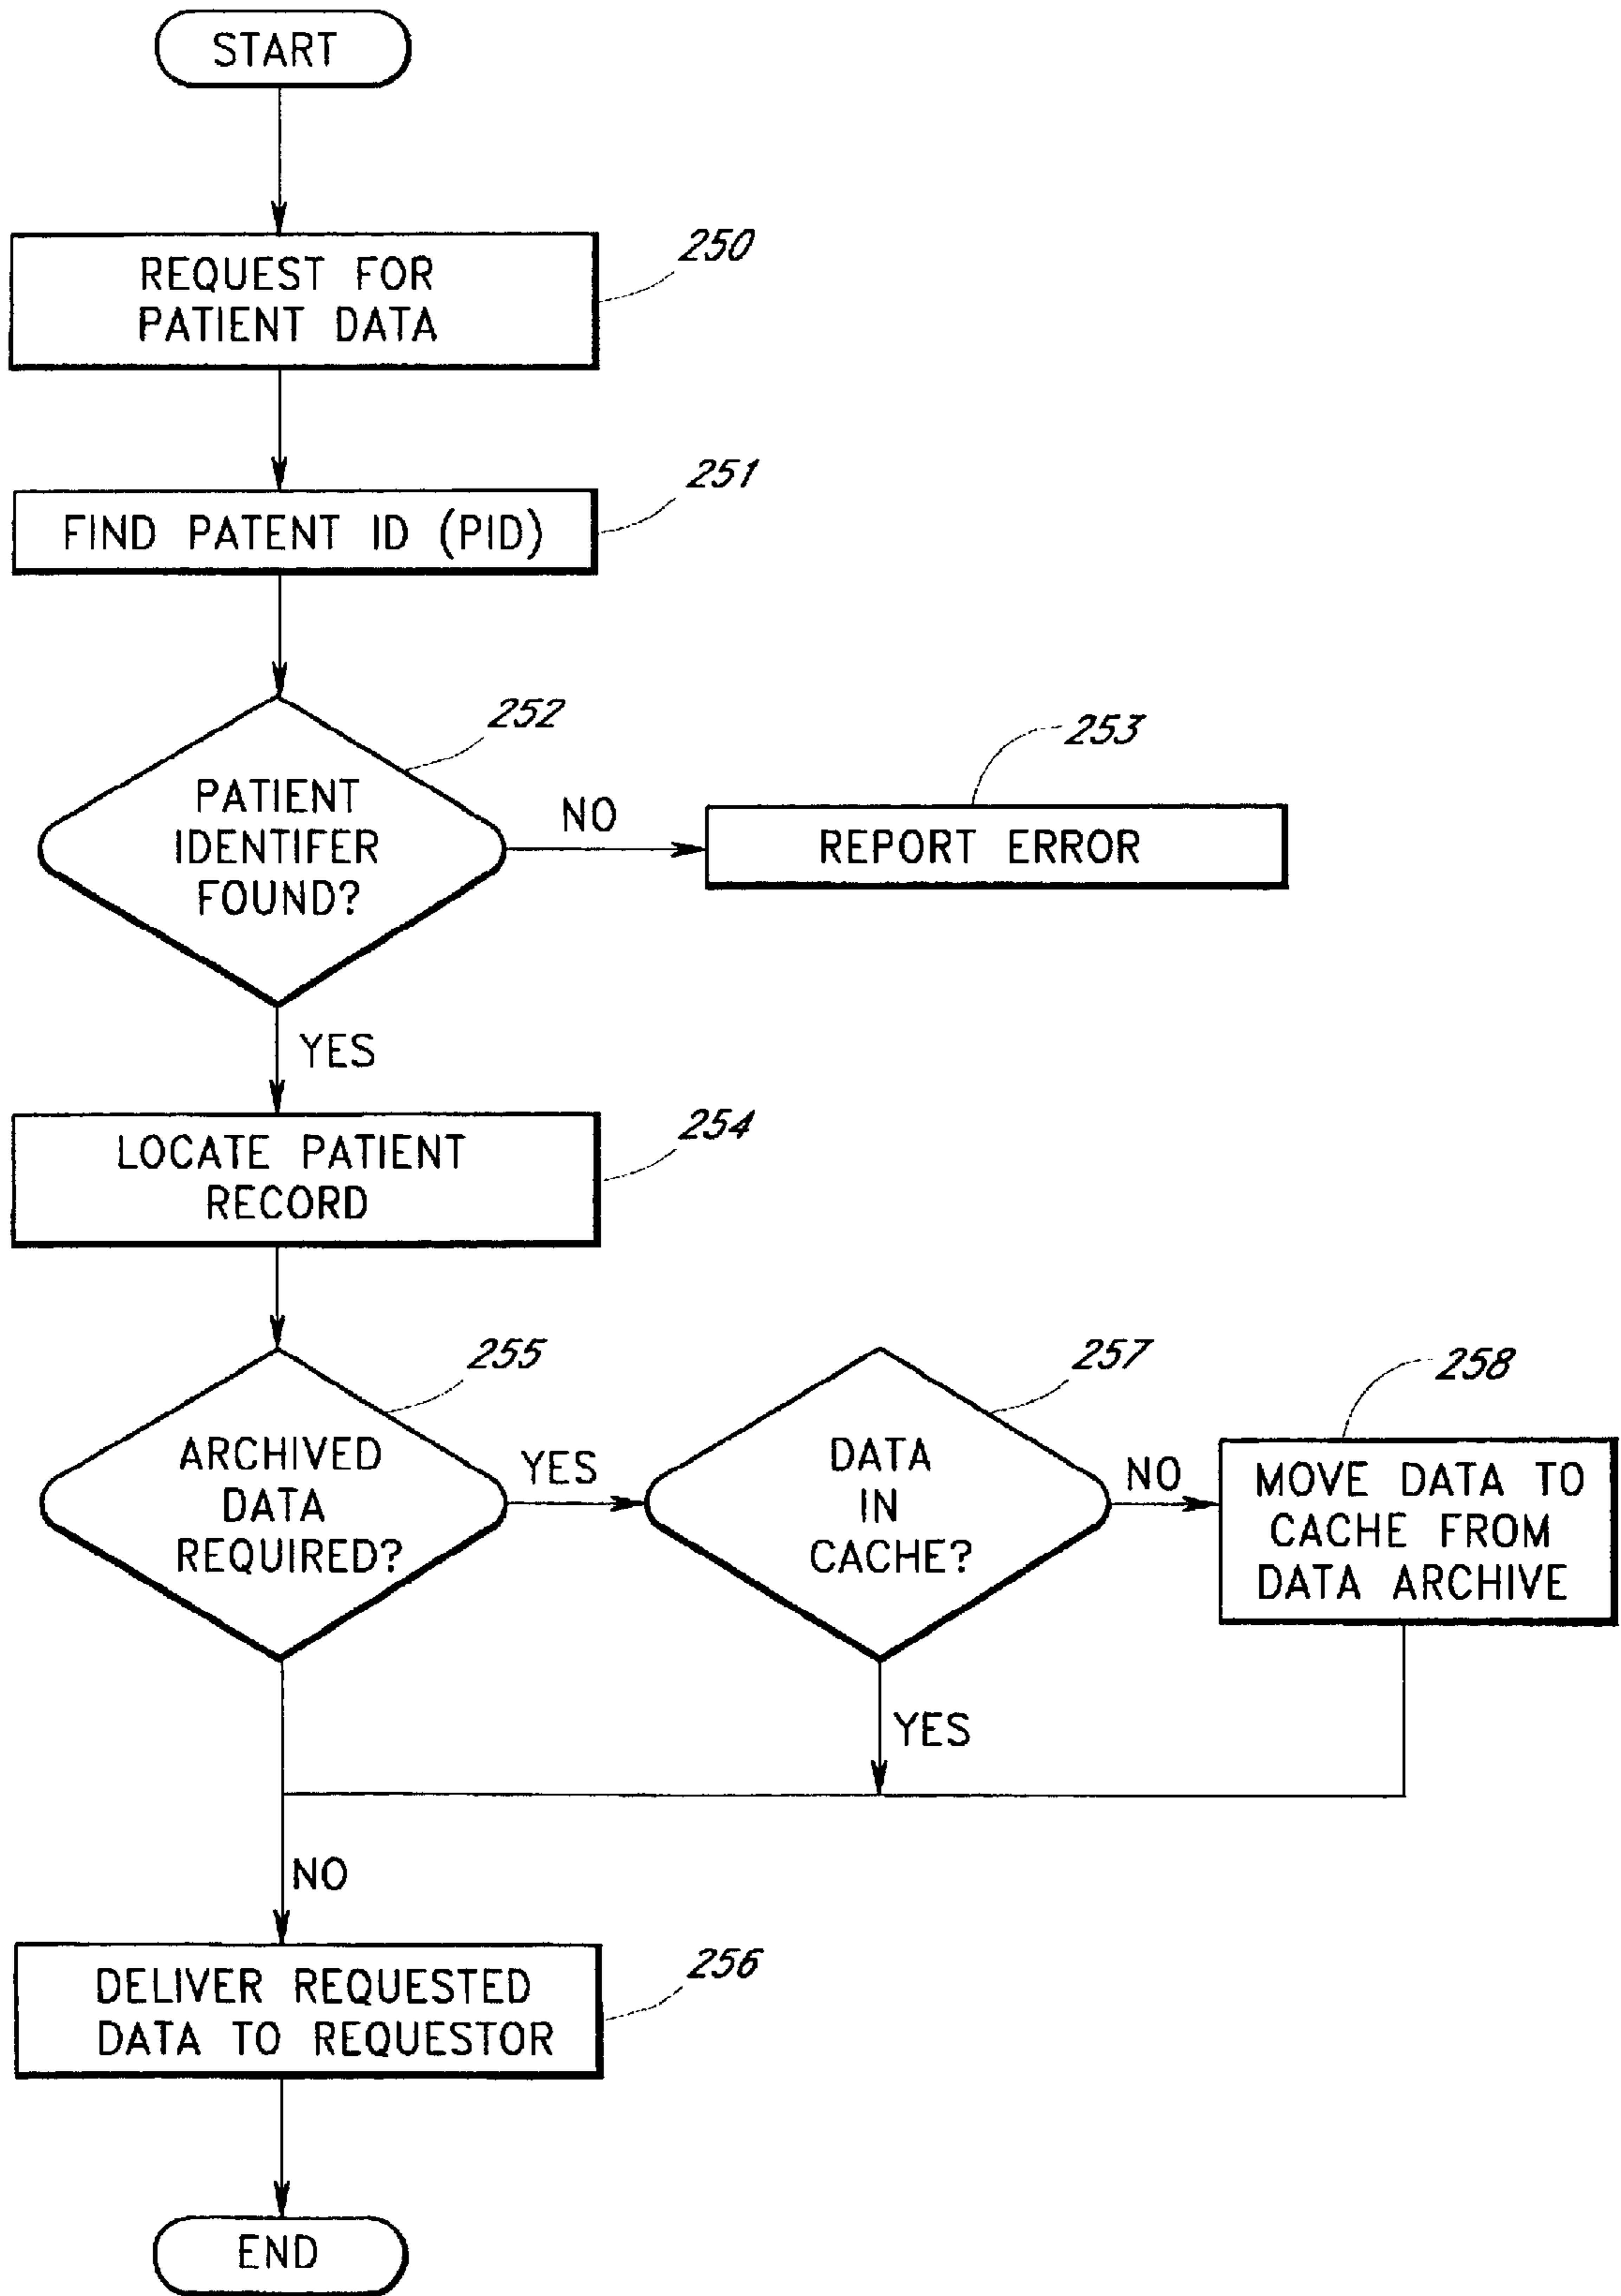 START
250
REQUEST FOR
PATIENT DATA
251
FIND PATENT ID (PID)
252
PATIENT
IDENTIFER
FOUND?
NO
253
REPORT ERROR
YES
254
LOCATE PATIENT
RECORD
255
ARCHIVED
DATA
REQUIRED?
YES
257
DATA
IN
CACHE?
NO
258
MOVE DATA TO
CACHE FROM
DATA ARCHIVE
YES
NO
256
DELIVER REQUESTED
DATA TO REQUESTOR
END